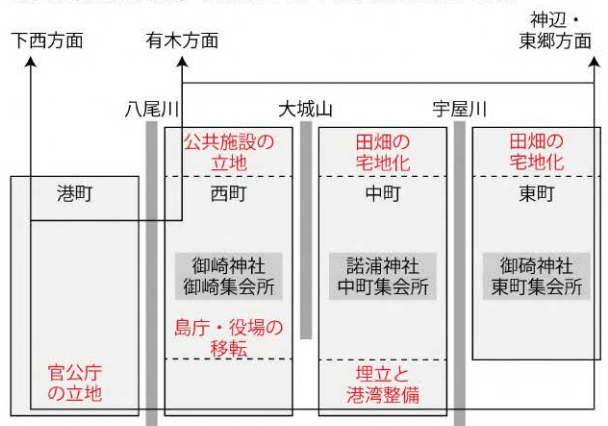 神辺・
下西方面
有木方面
東郷方面
八尾川
大城山
宇屋川
公共施設の
立地
田畑の
宅地化
田畑の
宅地化
港町
西町
中町
東町
御崎神社
御崎集会所
諾浦神社
中町集会所
御碕神社
東町集会所
島庁・役場の
移転
官公庁
の立地
埋立と
港湾整備